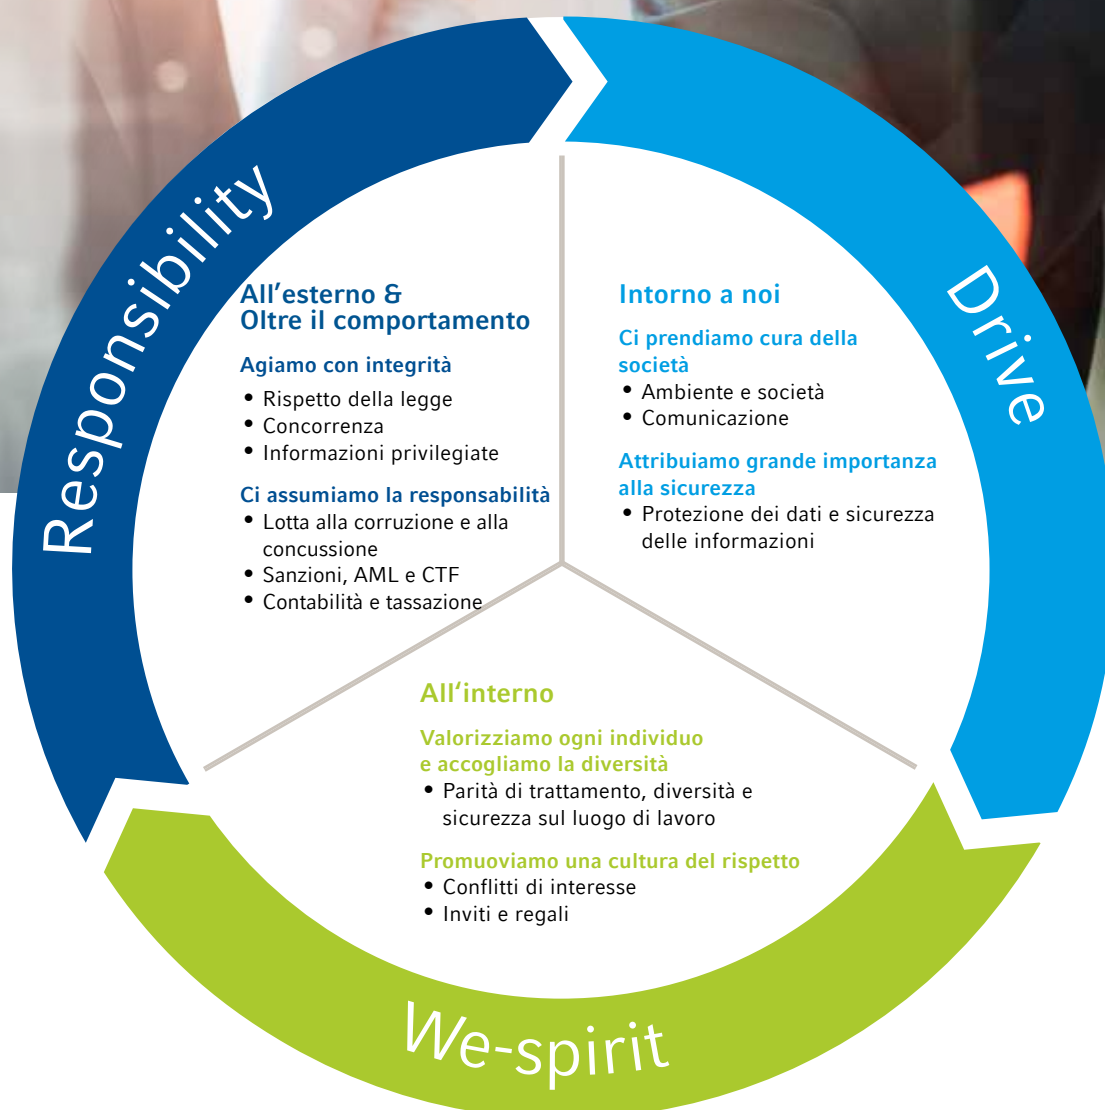 Responsibility
All'esterno &
Oltre il comportamento
Agiamo con integrità
• Rispetto della legge
• Concorrenza
• Informazioni privilegiate
Ci assumiamo la responsabilità
• Lotta alla corruzione e alla
concussione
• Sanzioni, AML e CTF
• Contabilità e tassazione
Drive
Intorno a noi
Ci prendiamo cura della
società
• Ambiente e società
• Comunicazione
Attribuiamo grande importanza
alla sicurezza
• Protezione dei dati e sicurezza
delle informazioni
All‘interno
Valorizziamo ogni individuo
e accogliamo la diversità
• Parità di trattamento, diversità e
sicurezza sul luogo di lavoro
Promuoviamo una cultura del rispetto
• Conflitti di interesse
• Inviti e regali
We-spirit